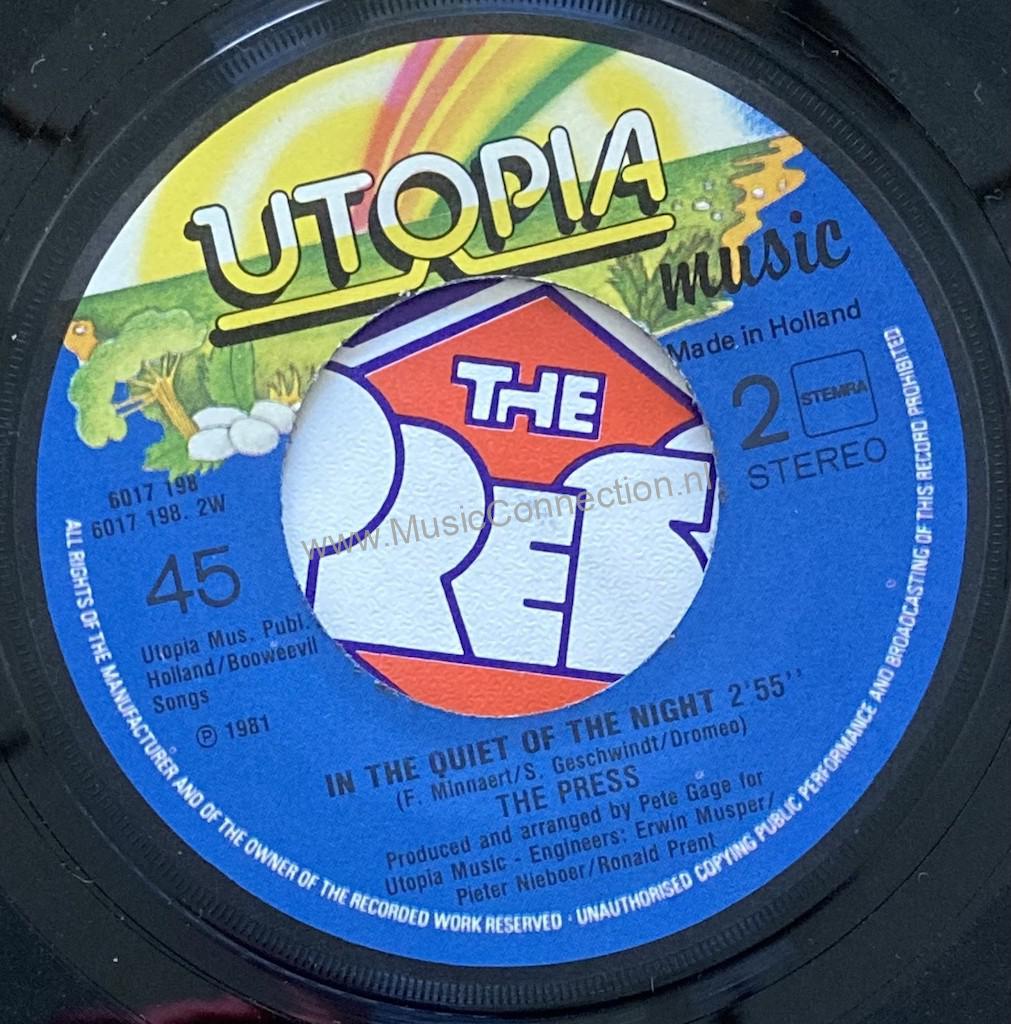 UTOPIA
music
Made in Holland
2 STEMRA
STEREO
6017 198
6017 198. 2W
45
Utopia Mus. Publ.
Holland/Booweevil
Songs
℗ 1981
THE
PRES
www.MusicConnection.nl
IN THE QUIET OF THE NIGHT 2'55''
(F. Minnaert/S. Geschwindt/Dromeo)
THE PRESS
Produced and arranged by Pete Gage for
Utopia Music - Engineers: Erwin Musper/
Pieter Nieboer/Ronald Prent
ALL RIGHTS OF THE MANUFACTURER AND OF THE OWNER OF THE RECORDED WORK RESERVED · UNAUTHORISED COPYING PUBLIC PERFORMANCE AND BROADCASTING OF THIS RECORD PROHIBITED